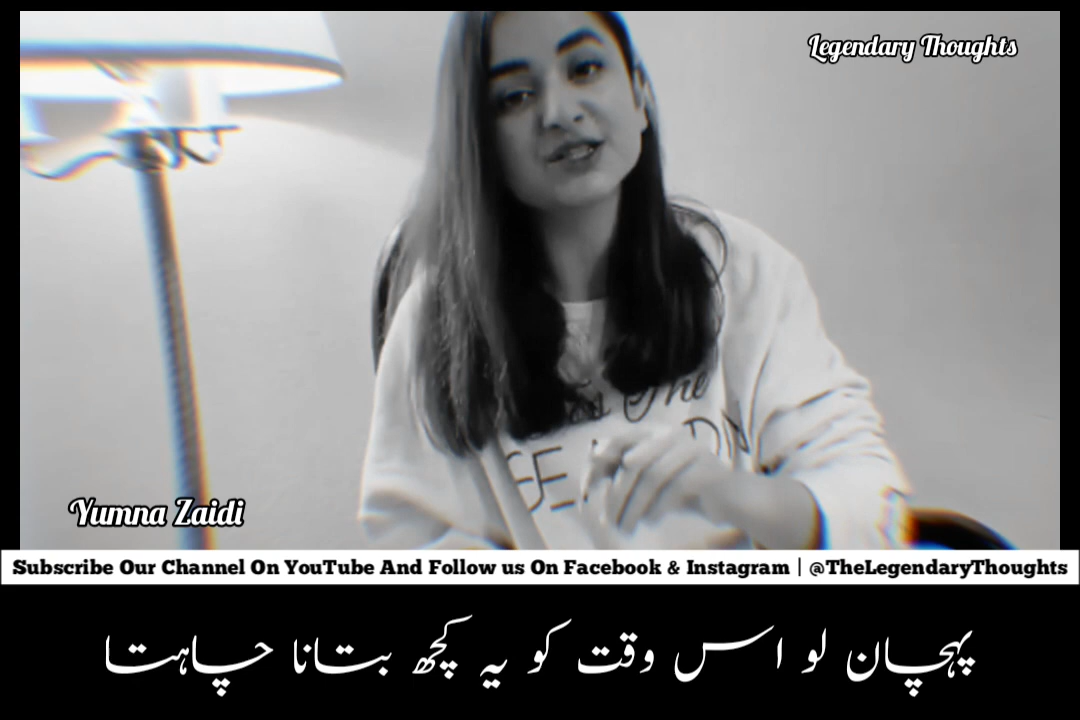 Legendary Thoughts
The
Yumna Zaidi
Subscribe Our Channel On YouTube And Follow us On Facebook & Instagram | @TheLegendaryThoughts
پہچان لو اس وقت کو یہ کچھ بتانا چاہتا